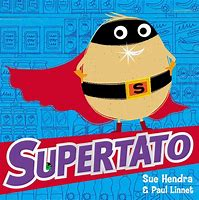 S
SUPERTATO
Sue Hendra
& Paul Linnet